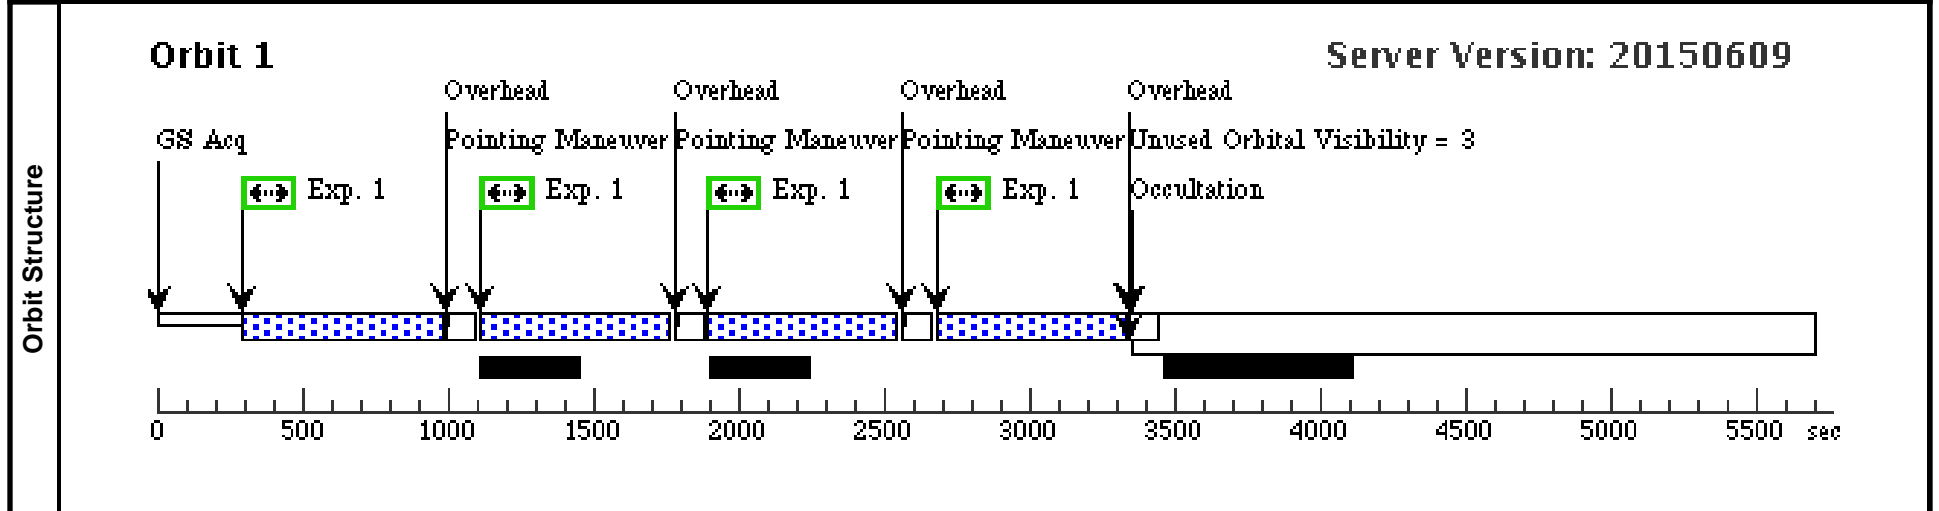 Orbit Structure
Orbit 1
Server Version: 20150609
Overhead Overhead Overhead Overhead
GS Acq Pointing Maneuver Pointing Maneuver Pointing Maneuver Unused Orbital Visibility = 3
Exp. 1 Exp. 1 Exp. 1 Exp. 1 Occultation
0 500 1000 1500 2000 2500 3000 3500 4000 4500 5000 5500 sec